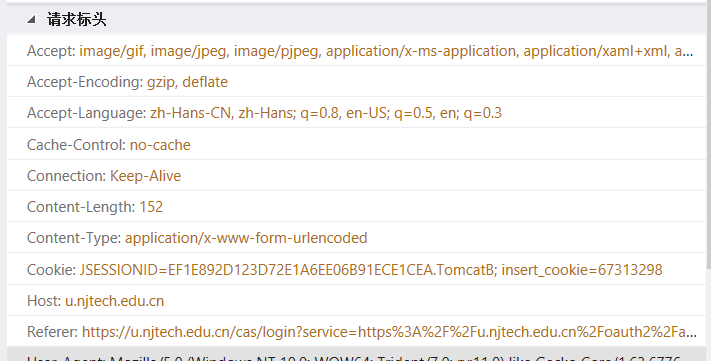 请求标头
Accept: image/gif, image/jpeg, image/pjpeg, application/x-ms-application, application/xaml+xml, a...
Accept-Encoding: gzip, deflate
Accept-Language: zh-Hans-CN, zh-Hans; q=0.8, en-US; q=0.5, en; q=0.3
Cache-Control: no-cache
Connection: Keep-Alive
Content-Length: 152
Content-Type: application/x-www-form-urlencoded
Cookie: JSESSIONID=EF1E892D123D72E1A6EE06B91ECE1CEA.TomcatB; insert_cookie=67313298
Host: u.njtech.edu.cn
Referer: https://u.njtech.edu.cn/cas/login?service=https%3A%2F%2Fu.njtech.edu.cn%2Foauth2%2Fa...
User-Agent: Mozilla/5.0 (Windows NT 10.0; WOW64; Trident/7.0; rv:11.0) like Gecko Core/1.63.6776